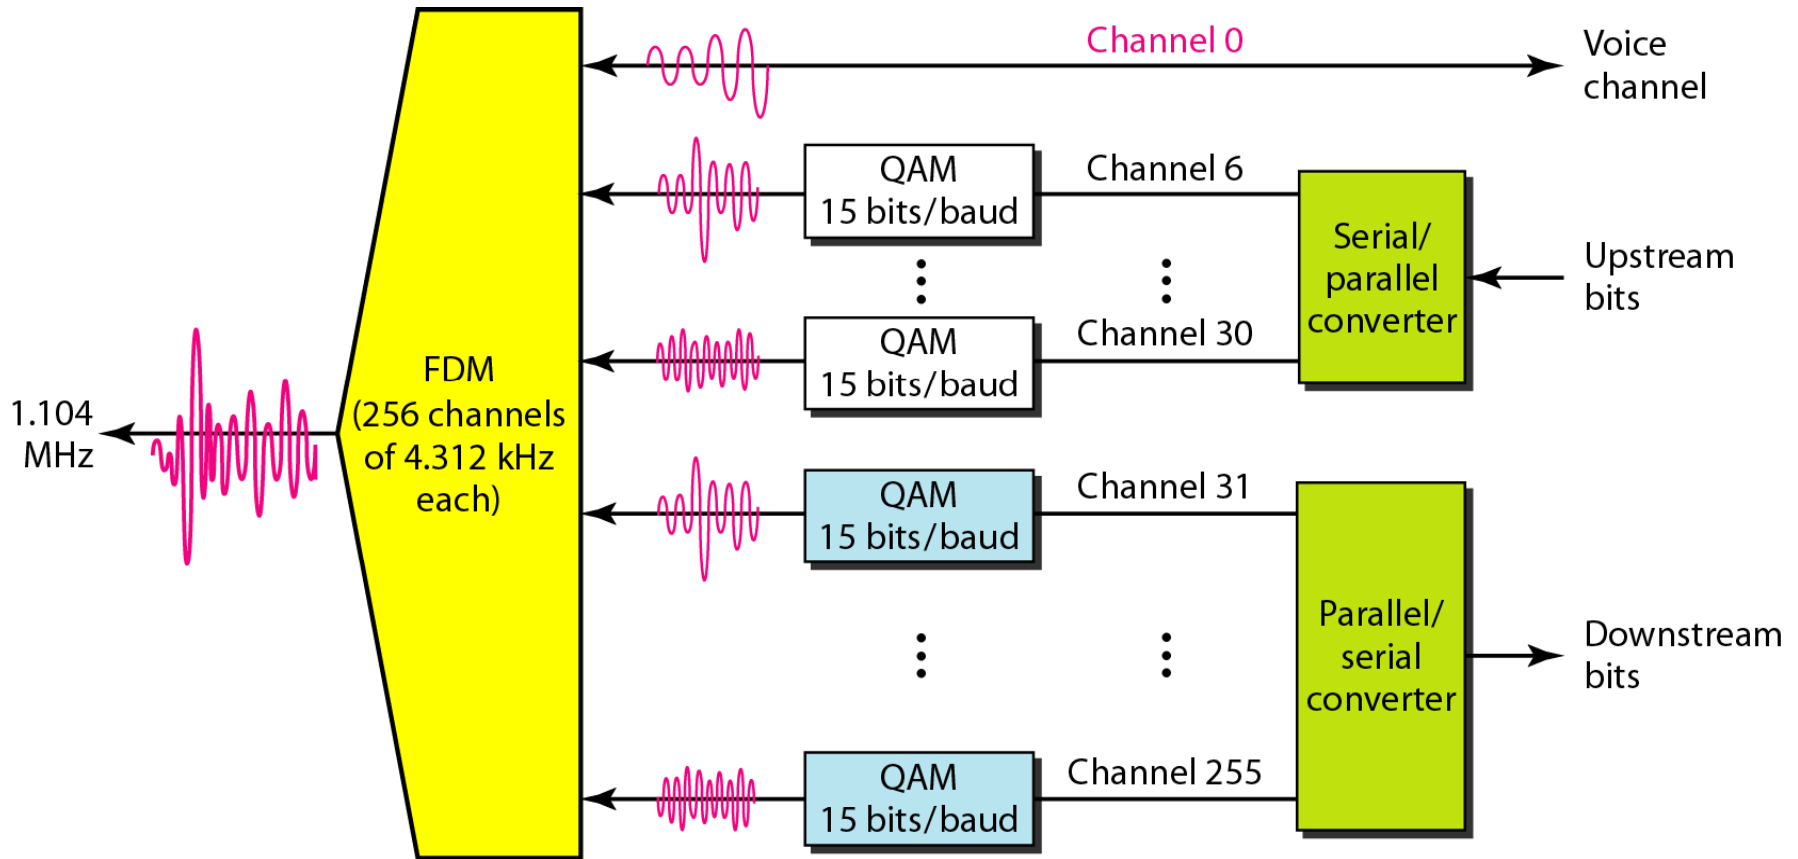 Channel 0
Voice
channel
QAM
15 bits/baud
Channel 6
Serial/
parallel
converter
Upstream
bits
QAM
15 bits/baud
Channel 30
1.104
MHz
FDM
(256 channels
of 4.312 kHz
each)
QAM
15 bits/baud
Channel 31
Parallel/
serial
converter
Downstream
bits
QAM
15 bits/baud
Channel 255